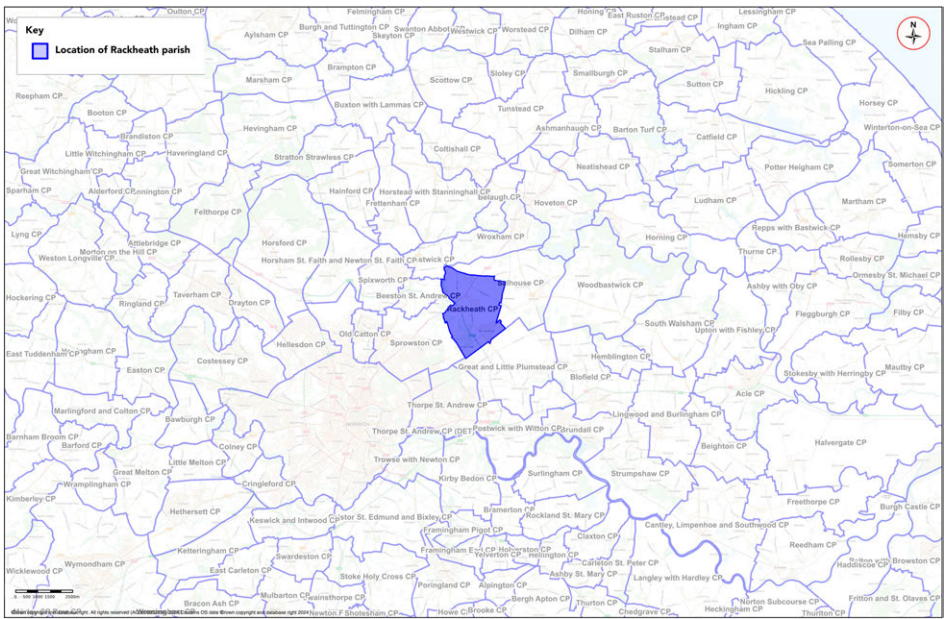 Key
Location of Rackheath parish
N
Oulton CP
Felmingham CP
Honing CP
East Ruston CP
Lessingham CP
Burgh and Tuttington CP
Swanton Abbot
Westwick CP
Worstead CP
Dilham CP
Ingham CP
Aylsham CP
Skeyton CP
Stalham CP
Sea Palling CP
Brampton CP
Marsham CP
Scottow CP
Sloley CP
Smallburgh CP
Sutton CP
Hickling CP
Reepham CP
Booton CP
Buxton with Lammas CP
Tunstead CP
Horsey CP
Hevingham CP
Ashmanhaugh CP
Barton Turf CP
Catfield CP
Winterton-on-Sea CP
Brandiston CP
Little Witchingham CP
Haveringland CP
Stratton Strawless CP
Coltishall CP
Neatishead CP
Potter Heigham CP
Somerton CP
Great Witchingham CP
Sparham CP
Alderford CP
Hainford CP
Horstead with Stanninghall CP
Belaugh CP
Hoveton CP
Ludham CP
Martham CP
Felthorpe CP
Frettenham CP
Lyng CP
Attlebridge CP
Horsford CP
Wroxham CP
Horning CP
Repps with Bastwick CP
Hemsby CP
Morton on the Hill CP
Weston Longville CP
Horsham St. Faith and Newton St. Faith CP
Thurne CP
Rollesby CP
Spixworth CP
Salhouse CP
Woodbastwick CP
Ashby with Oby CP
Ormesby St. Michael CP
Hockering CP
Ringland CP
Taverham CP
Drayton CP
Beeston St. Andrew CP
Rackheath CP
Fleggburgh CP
Filby CP
South Walsham CP
Upton with Fishley CP
Old Catton CP
Sprowston CP
Hellesdon CP
East Tuddenham CP
Costessey CP
Hemblington CP
Mautby CP
Easton CP
Great and Little Plumstead CP
Blofield CP
Stokesby with Herringby CP
Acle CP
Marlingford and Colton CP
Bawburgh CP
Thorpe St. Andrew CP
Lingwood and Burlingham CP
Barnham Broom CP
Barford CP
Colney CP
Thorpe St. Andrew CP (DET)
Postwick with Witton CP
Brundall CP
Beighton CP
Halvergate CP
Little Melton CP
Great Melton CP
Trowse with Newton CP
Surlingham CP
Strumpshaw CP
Wramplingham CP
Cringleford CP
Kirby Bedon CP
Kimberley CP
Freethorpe CP
Burgh Castle CP
Hethersett CP
Keswick and Intwood CP
Caistor St. Edmund and Bixley CP
Bramerton CP
Rockland St. Mary CP
Cantley, Limpenhoe and Southwood CP
Framingham Pigot CP
Claxton CP
Reedham CP
Ketteringham CP
Swardeston CP
Framingham Earl CP
Holverston CP
Yelverton CP
Hellington CP
Carleton St. Peter CP
Haddiscoe CP
Wicklewood CP
Wymondham CP
East Carleton CP
Stoke Holy Cross CP
Poringland CP
Alpington CP
Ashby St. Mary CP
Langley with Hardley CP
Mulbarton CP
Bergh Apton CP
Thurton CP
Norton Subcourse CP
Fritton and St. Olaves CP
Bracon Ash CP
Brooke CP
Chedgrave CP
Heckingham CP
Thurlton CP